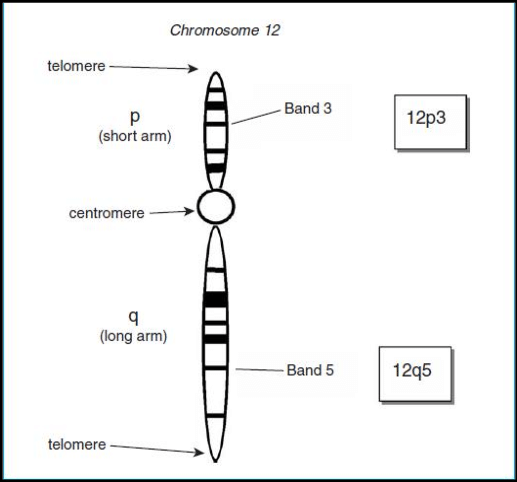 Chromosome 12
telomere
p
(short arm)
Band 3
12p3
centromere
q
(long arm)
Band 5
12q5
telomere